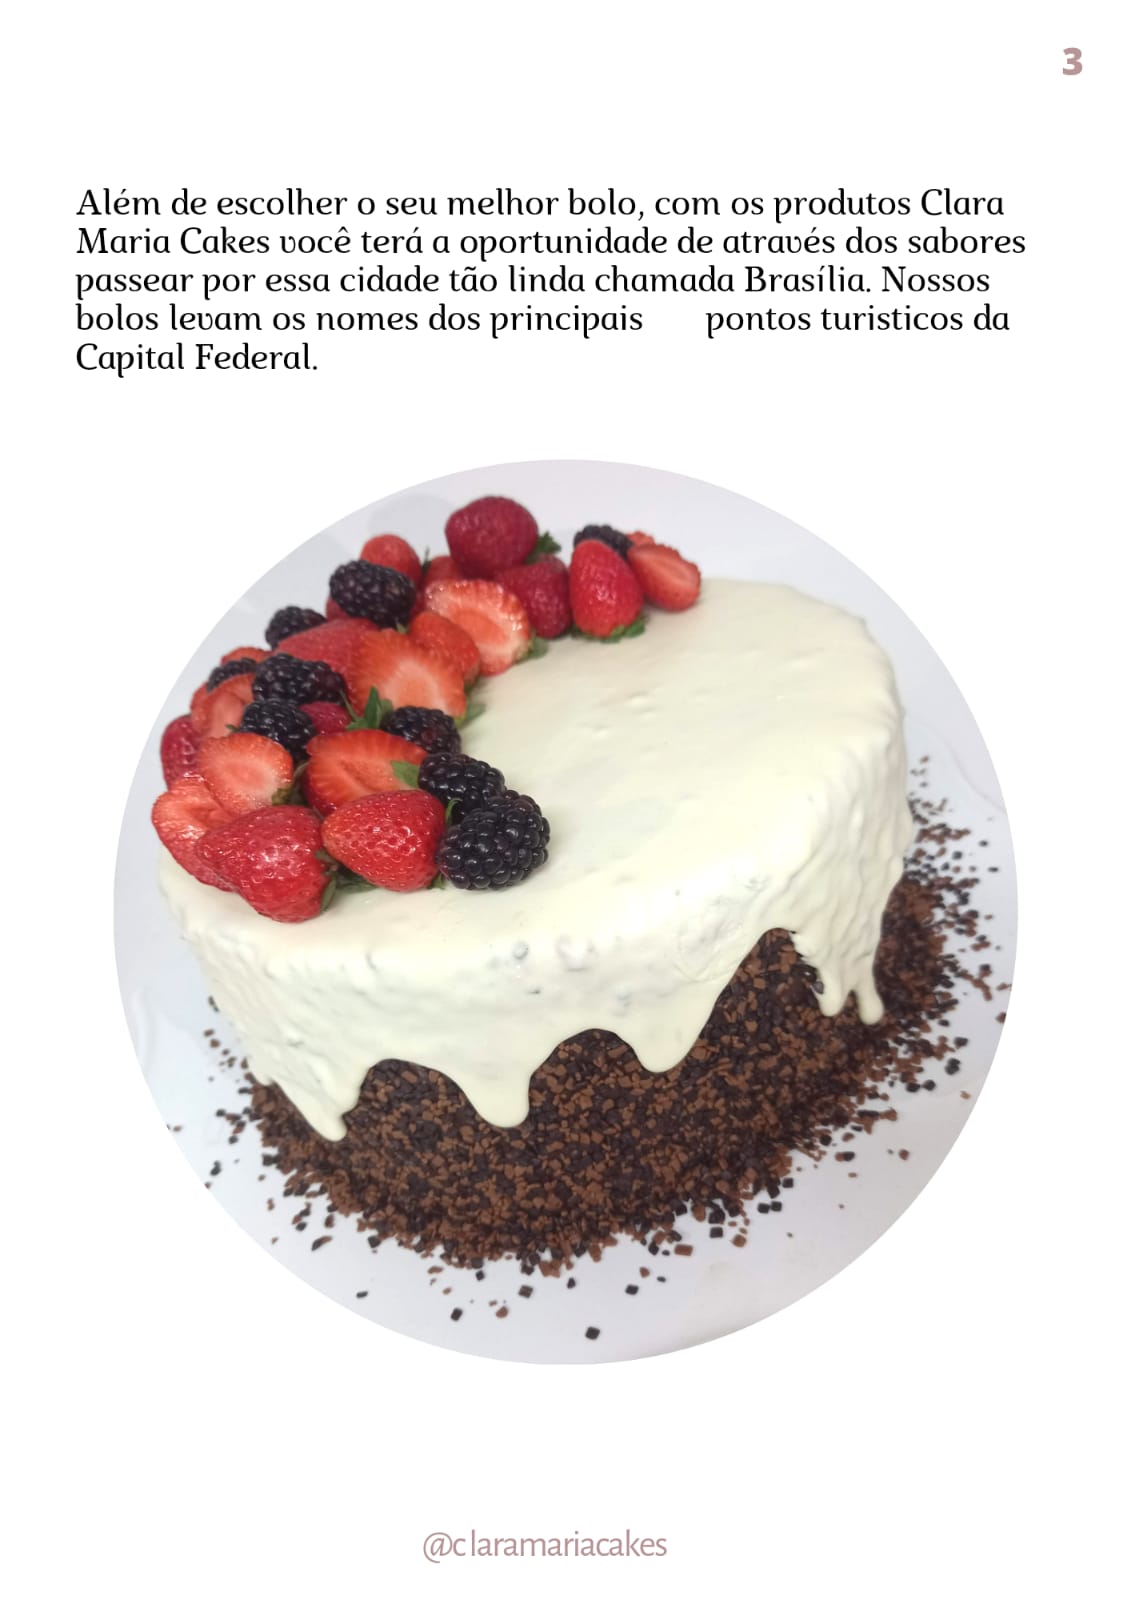 3
Além de escolher o seu melhor bolo, com os produtos Clara
Maria Cakes você terá a oportunidade de através dos sabores
passear por essa cidade tão linda chamada Brasília. Nossos
bolos levam os nomes dos principais pontos turisticos da
Capital Federal.
@claramariacakes